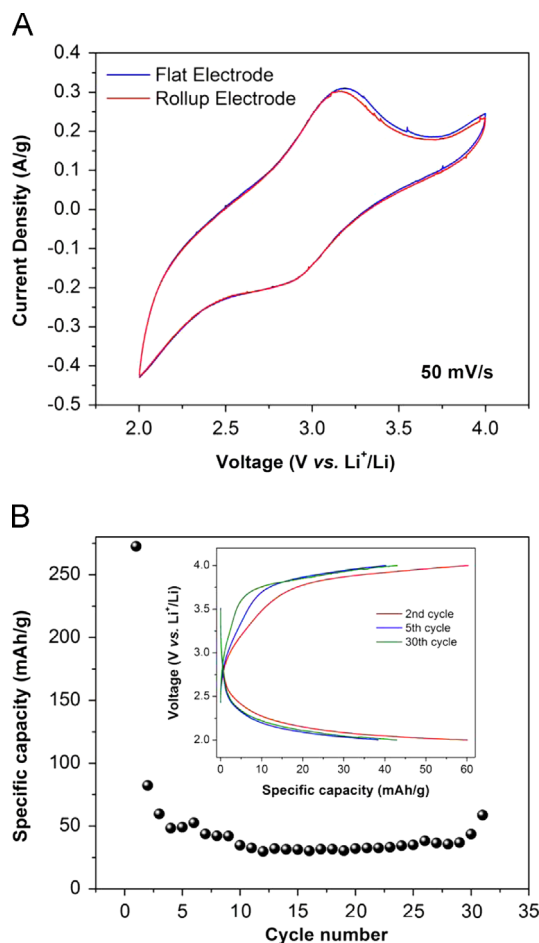 A
0.4
0.3
0.2
0.1
0.0
-0.1
-0.2
-0.3
-0.4
-0.5
Current Density (A/g)
Flat Electrode
Rollup Electrode
50 mV/s
2.0 2.5 3.0 3.5 4.0
Voltage (V vs. Li⁺/Li)
B
250
200
150
100
50
0
Specific capacity (mAh/g)
4.0
3.5
3.0
2.5
2.0
Voltage (V vs. Li⁺/Li)
2nd cycle
5th cycle
30th cycle
0 10 20 30 40 50 60
Specific capacity (mAh/g)
0 5 10 15 20 25 30 35
Cycle number